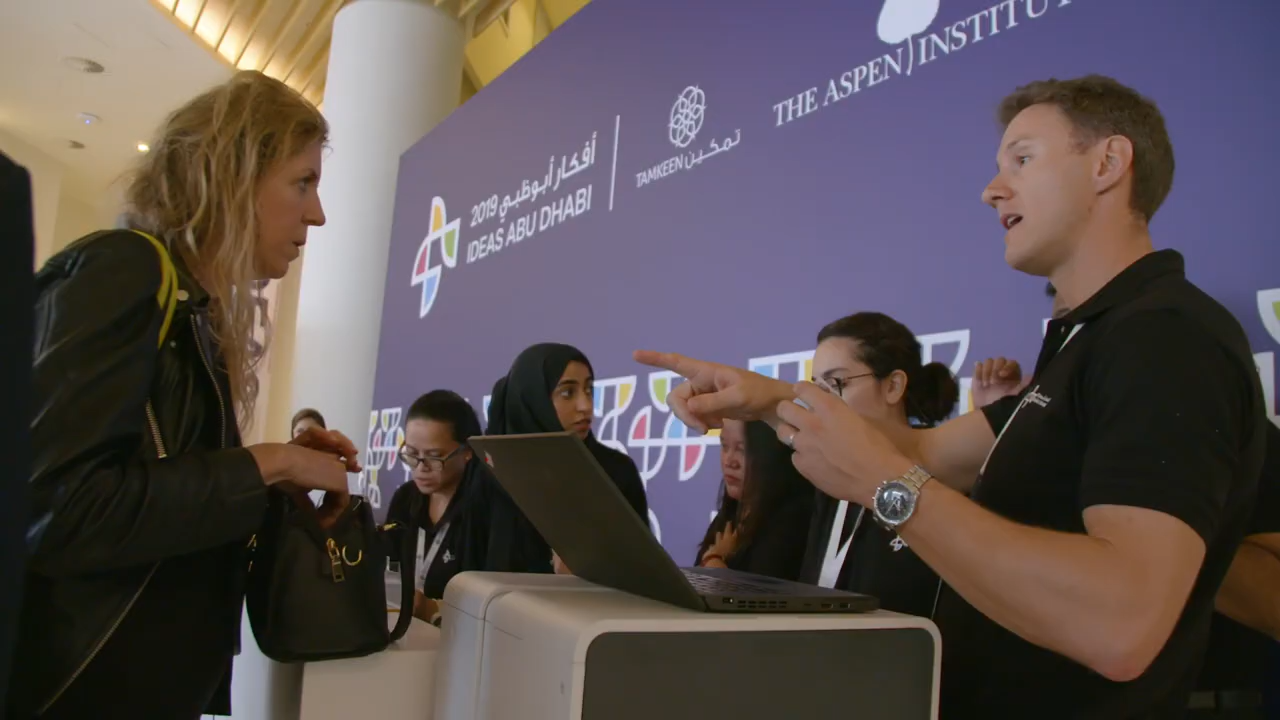 2019 أفكار أبوظبي
IDEAS ABU DHABI
TAMKEEN تمكين
THE ASPEN INSTITUT